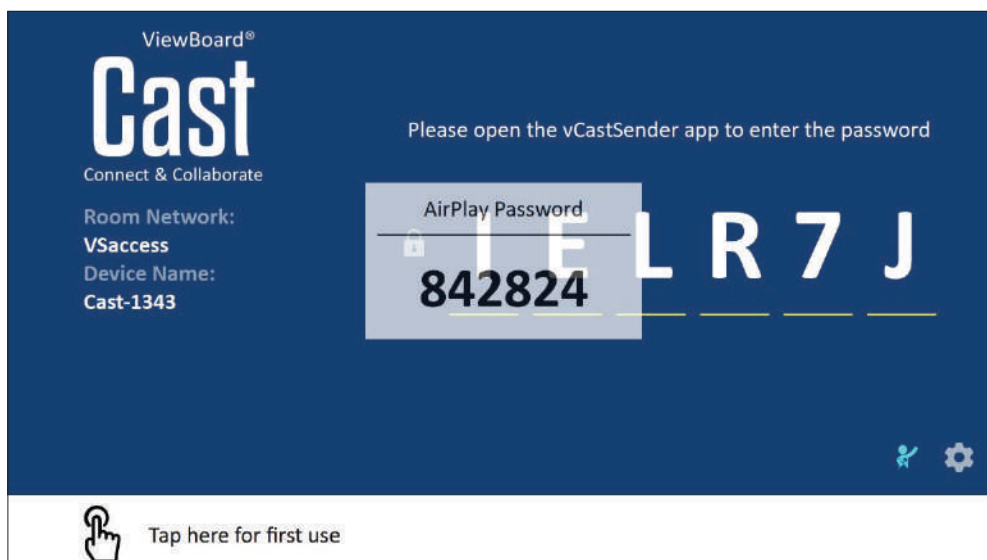 ViewBoard®
Cast
Connect & Collaborate
Please open the vCastSender app to enter the password
Room Network:
VSaccess
Device Name:
Cast-1343
AirPlay Password
842824
I E L R 7 J
Tap here for first use